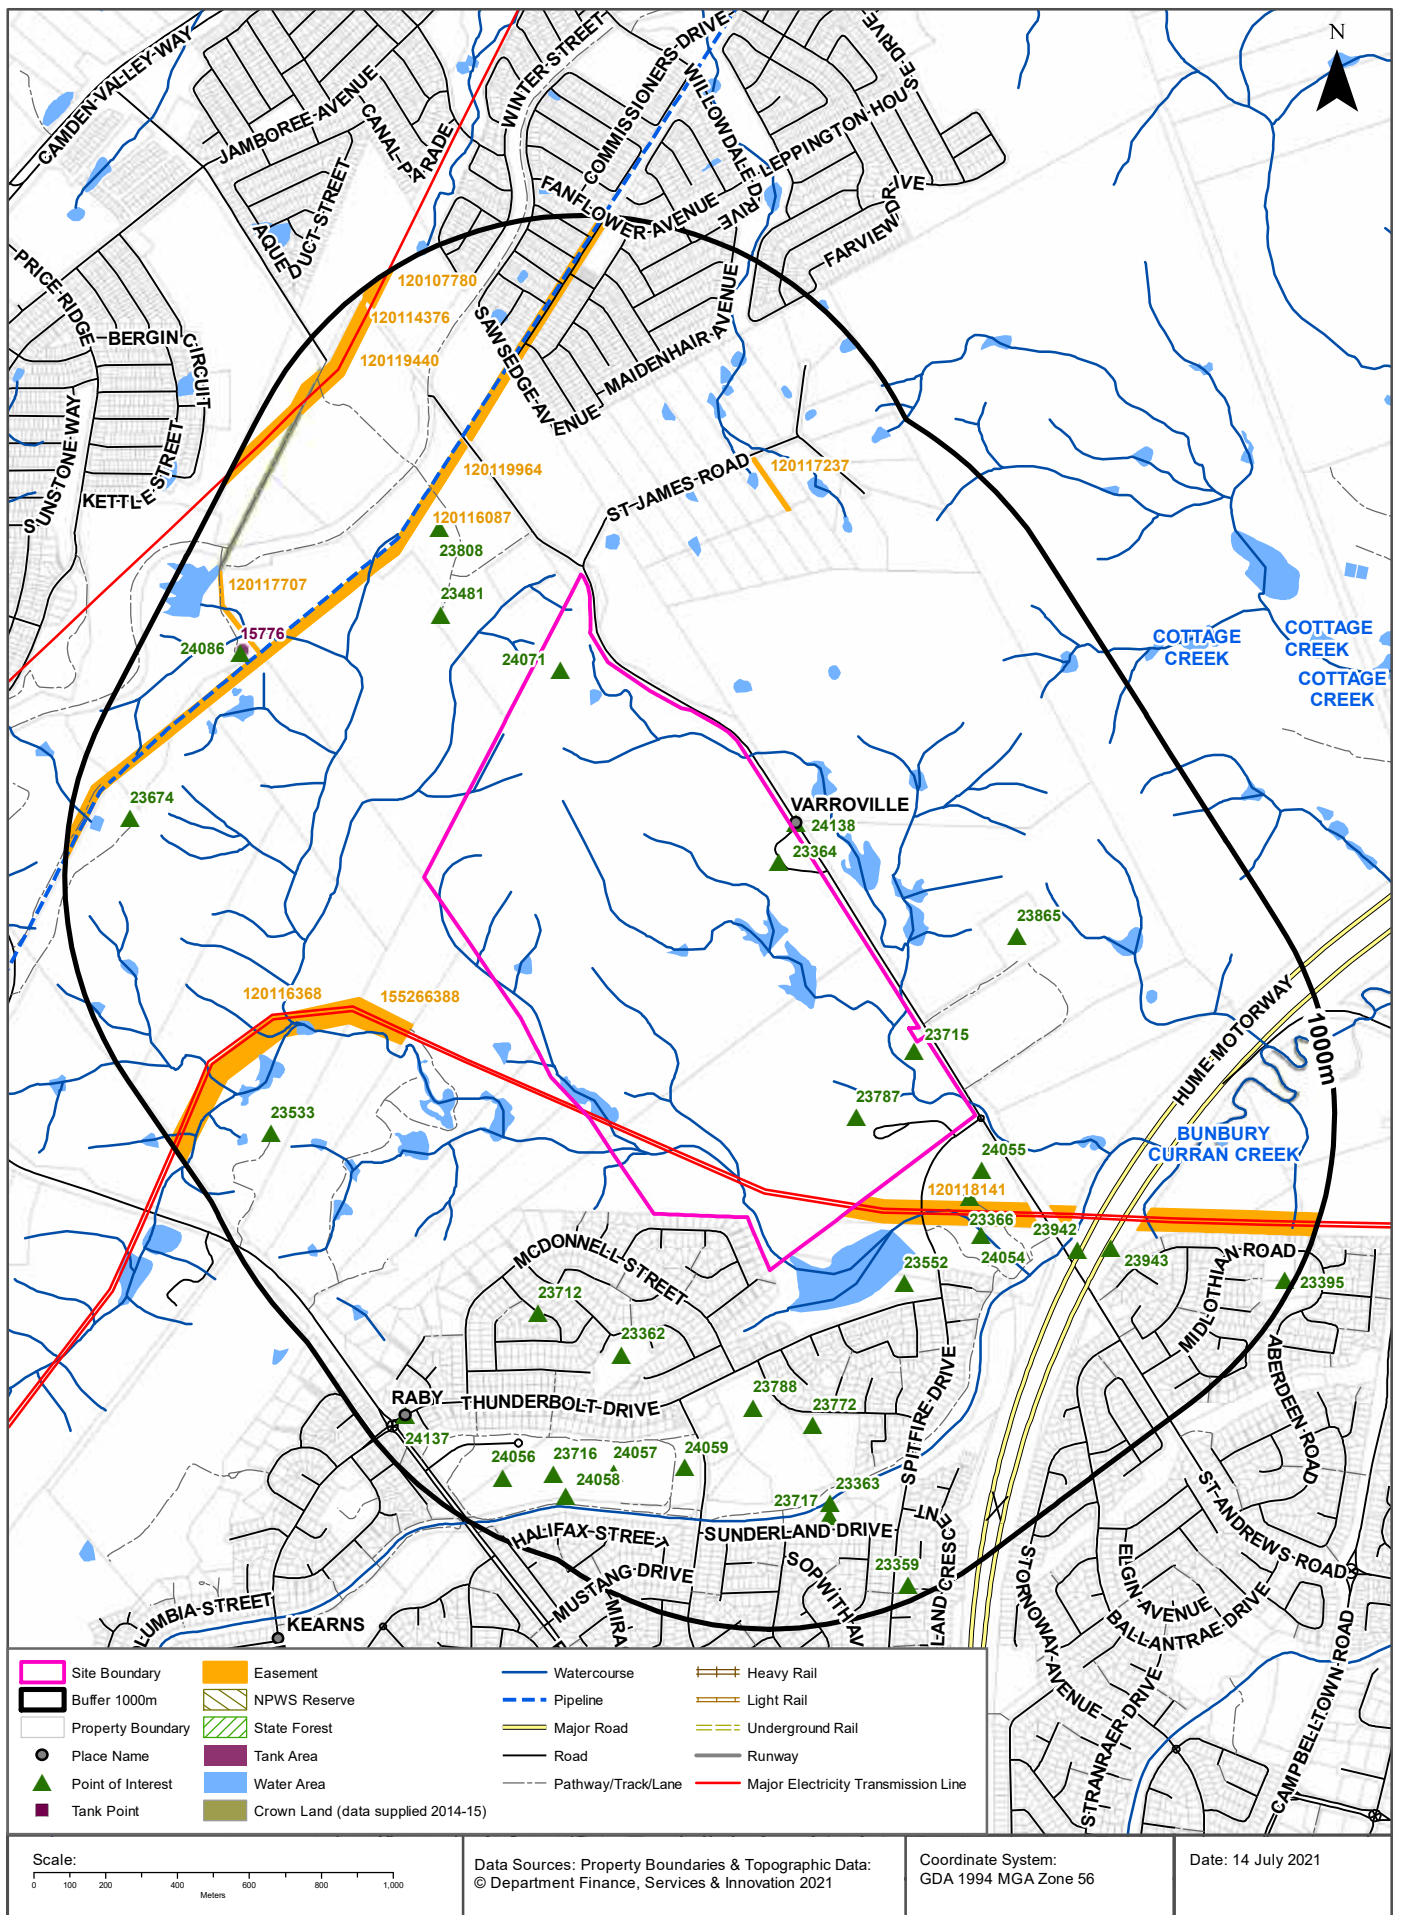 N
CAMDEN VALLEY WAY
JAMBOREE AVENUE
CANAL PARADE
WINTER STREET
COMMISSIONERS DRIVE
WILLOWDALE DRIVE
LEPPINGTON HOUSE DRIVE
FANFLOWER AVENUE
FARVIEW DRIVE
AQUEDUCT STREET
PRICE RIDGE
BERGIN CIRCUIT
SUNSTONE WAY
KETTLE STREET
SAWSEDGE AVENUE
MAIDENHAIR AVENUE
ST JAMES ROAD
120107780
120114376
120119440
120119964
120117237
120116087
23808
120117707
23481
15776
24086
24071
COTTAGE
CREEK
COTTAGE
CREEK
COTTAGE
CREEK
23674
VARROVILLE
24138
23364
23865
120116368
155266388
HUME MOTORWAY
1000m
23715
23533
23787
BUNBURY
CURRAN CREEK
24055
120118141
23366
23942
24054
23943
23552
23395
MIDLOTHIAN ROAD
MCDONNELL STREET
23712
23362
ABERDEEN ROAD
RABY
THUNDERBOLT DRIVE
23788
23772
SPITFIRE DRIVE
24137
24056
23716
24057
24059
24058
23717
23363
ST ANDREWS ROAD
HALIFAX STREET
SUNDERLAND DRIVE
LAND CRESCENT
MUSTANG DRIVE
SOPWITH AV
23359
MIRA
STORNOWAY AVENUE
ELGIN AVENUE
BALLANTRAE DRIVE
LUMBIA STREET
KEARNS
STRANRAER DRIVE
CAMPBELLTOWN ROAD
Site Boundary
Buffer 1000m
Property Boundary
Place Name
Point of Interest
Tank Point
Easement
NPWS Reserve
State Forest
Tank Area
Water Area
Crown Land (data supplied 2014-15)
Watercourse
Pipeline
Major Road
Road
Pathway/Track/Lane
Heavy Rail
Light Rail
Underground Rail
Runway
Major Electricity Transmission Line
Scale:
0 100 200 400 600 800 1,000
Meters
Data Sources: Property Boundaries & Topographic Data:
© Department Finance, Services & Innovation 2021
Coordinate System:
GDA 1994 MGA Zone 56
Date: 14 July 2021